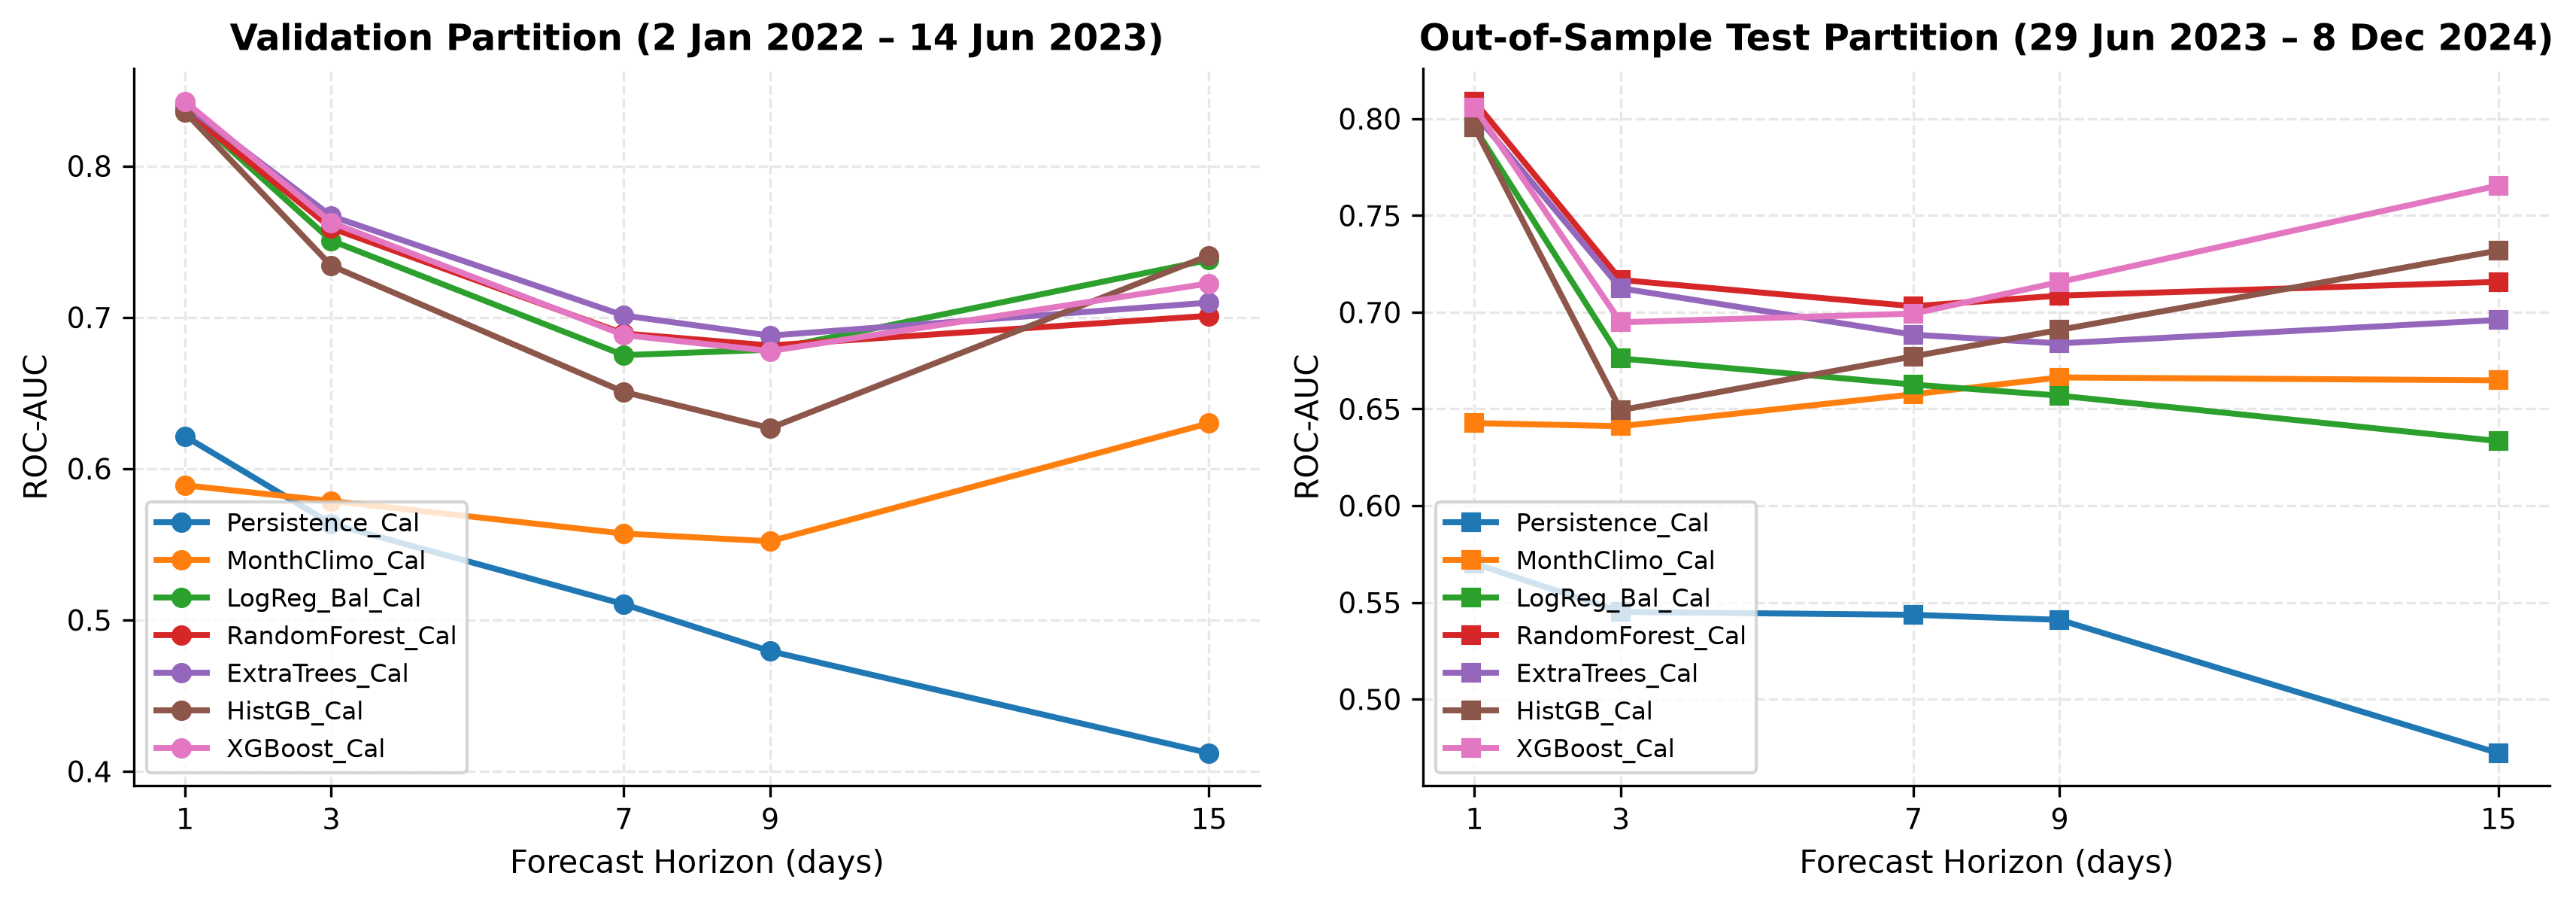 Validation Partition (2 Jan 2022 – 14 Jun 2023)
ROC-AUC
0.8
0.7
0.6
0.5
0.4
Persistence_Cal
MonthClimo_Cal
LogReg_Bal_Cal
RandomForest_Cal
ExtraTrees_Cal
HistGB_Cal
XGBoost_Cal
1 3 7 9 15
Forecast Horizon (days)
Out-of-Sample Test Partition (29 Jun 2023 – 8 Dec 2024)
ROC-AUC
0.80
0.75
0.70
0.65
0.60
0.55
0.50
Persistence_Cal
MonthClimo_Cal
LogReg_Bal_Cal
RandomForest_Cal
ExtraTrees_Cal
HistGB_Cal
XGBoost_Cal
1 3 7 9 15
Forecast Horizon (days)